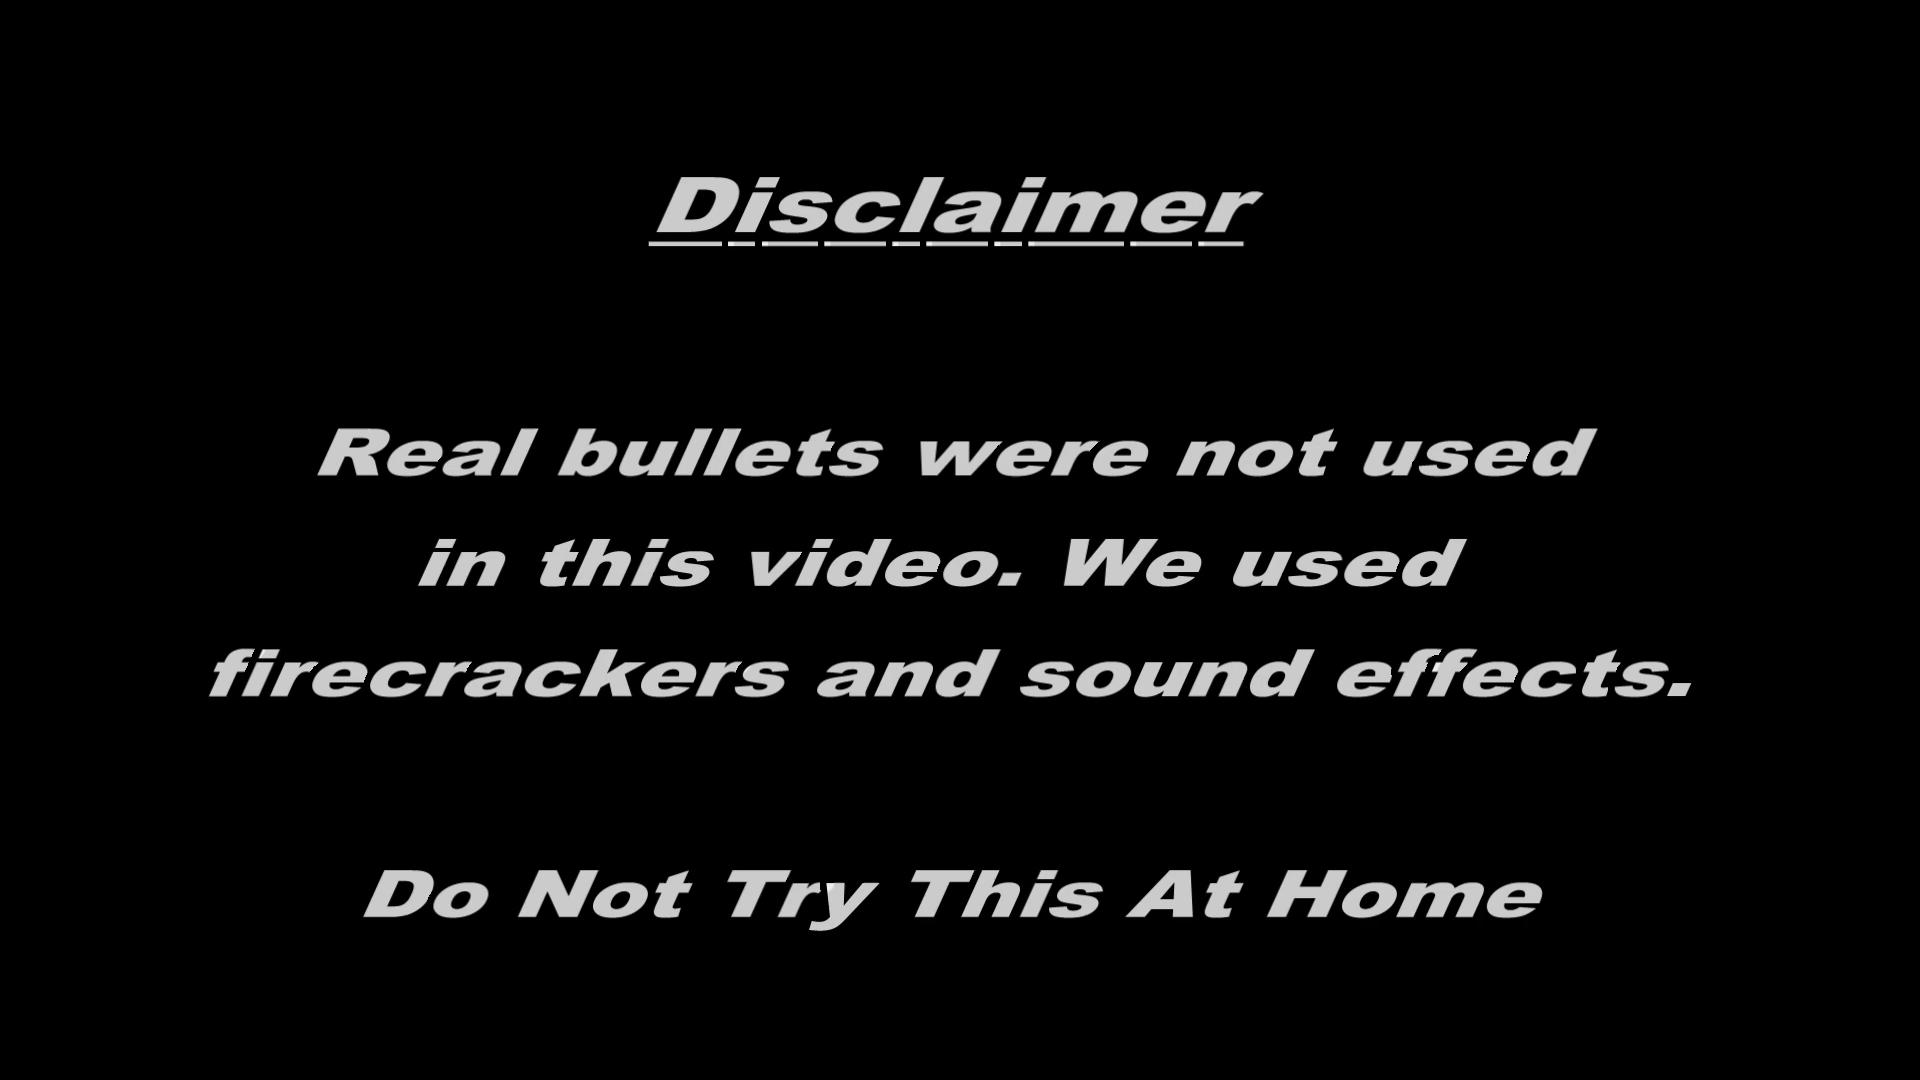 Disclaimer
Real bullets were not used
in this video. We used
firecrackers and sound effects.
Do Not Try This At Home